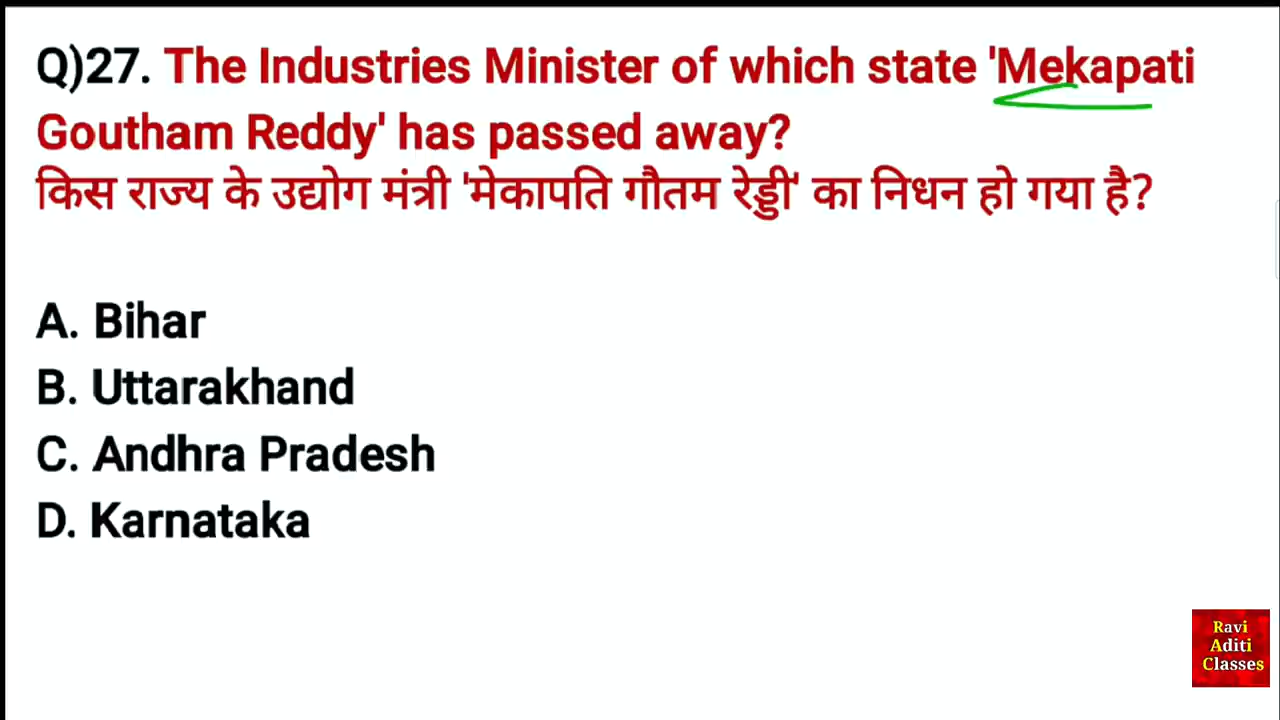 Q)27. The Industries Minister of which state 'Mekapati
Goutham Reddy' has passed away?
किस राज्य के उद्योग मंत्री 'मेकापति गौतम रेड्डी' का निधन हो गया है?
A. Bihar
B. Uttarakhand
C. Andhra Pradesh
D. Karnataka
Ravi
Aditi
Classes